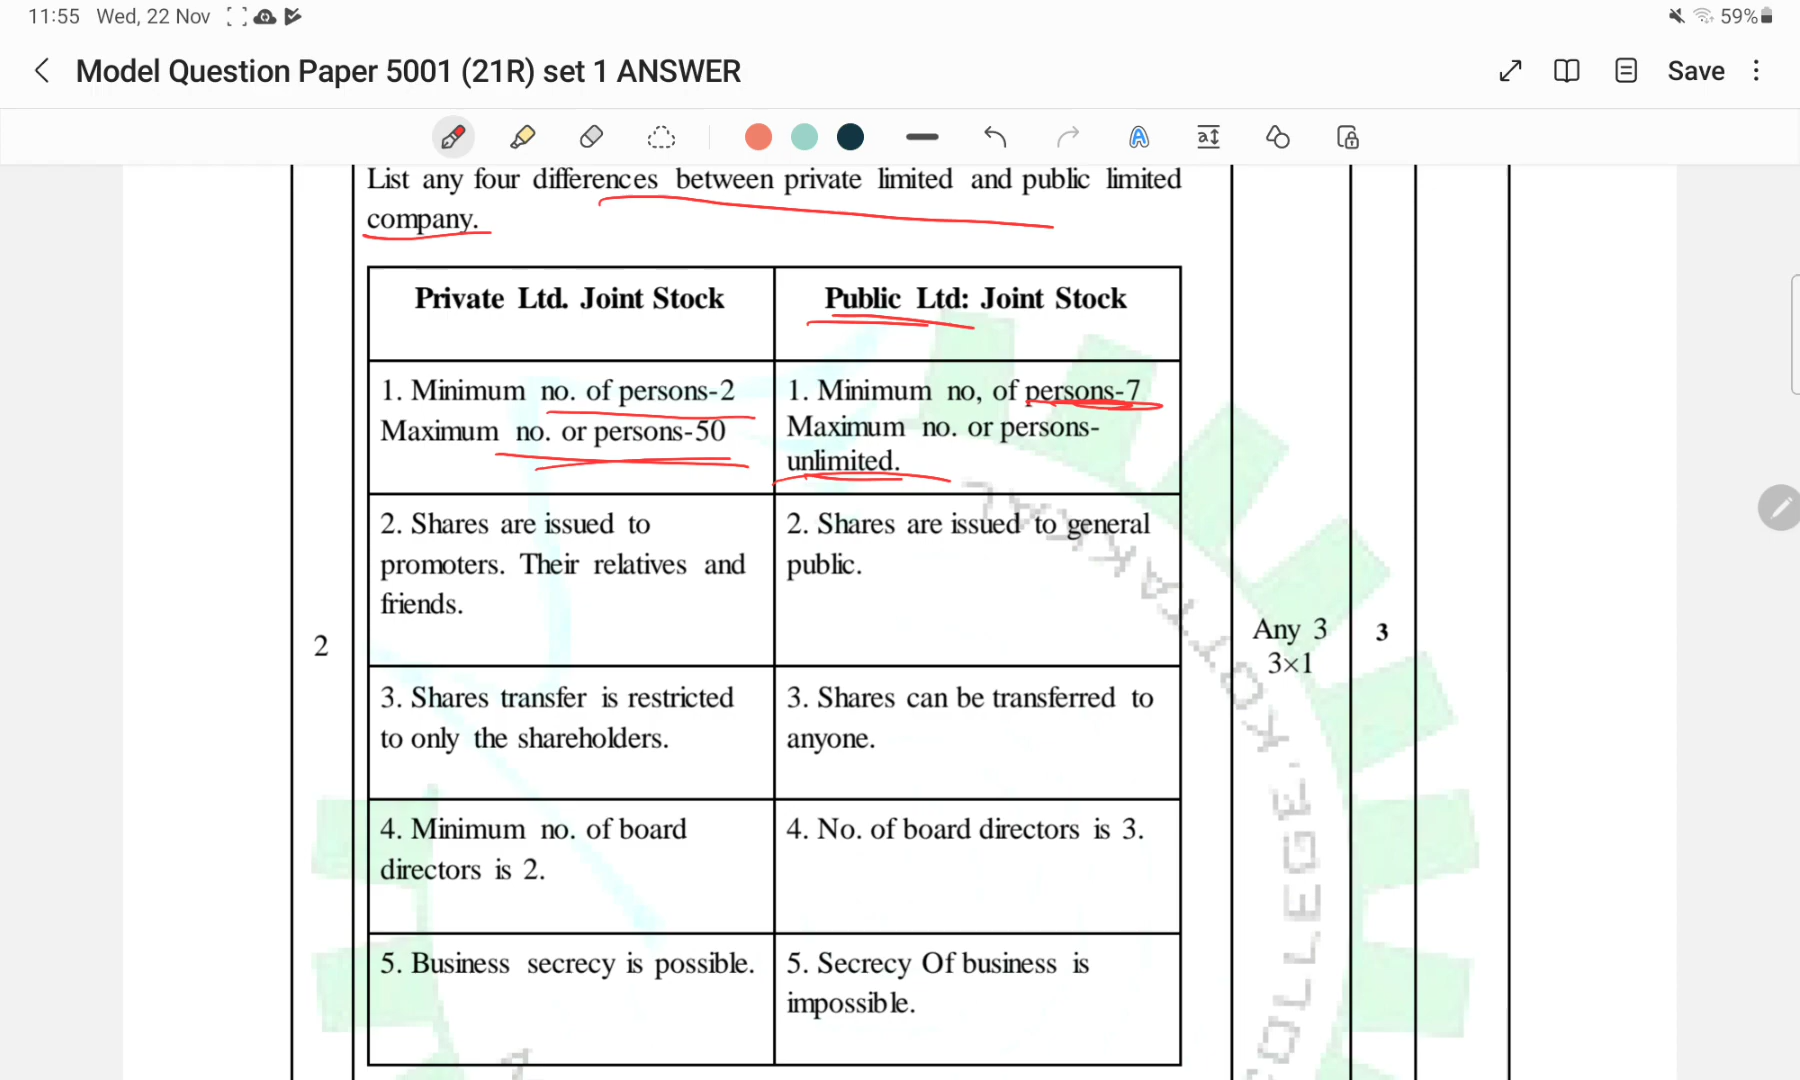 11:55 Wed, 22 Nov
59%
Model Question Paper 5001 (21R) set 1 ANSWER
Save
List any four differences between private limited and public limited
company.
Private Ltd. Joint Stock
Public Ltd: Joint Stock
1. Minimum no. of persons-2
Maximum no. or persons-50
1. Minimum no, of persons-7
Maximum no. or persons-
unlimited.
2. Shares are issued to
promoters. Their relatives and
friends.
2. Shares are issued to general
public.
2
Any 3
3×1
3
3. Shares transfer is restricted
to only the shareholders.
3. Shares can be transferred to
anyone.
4. Minimum no. of board
directors is 2.
4. No. of board directors is 3.
5. Business secrecy is possible.
5. Secrecy Of business is
impossible.